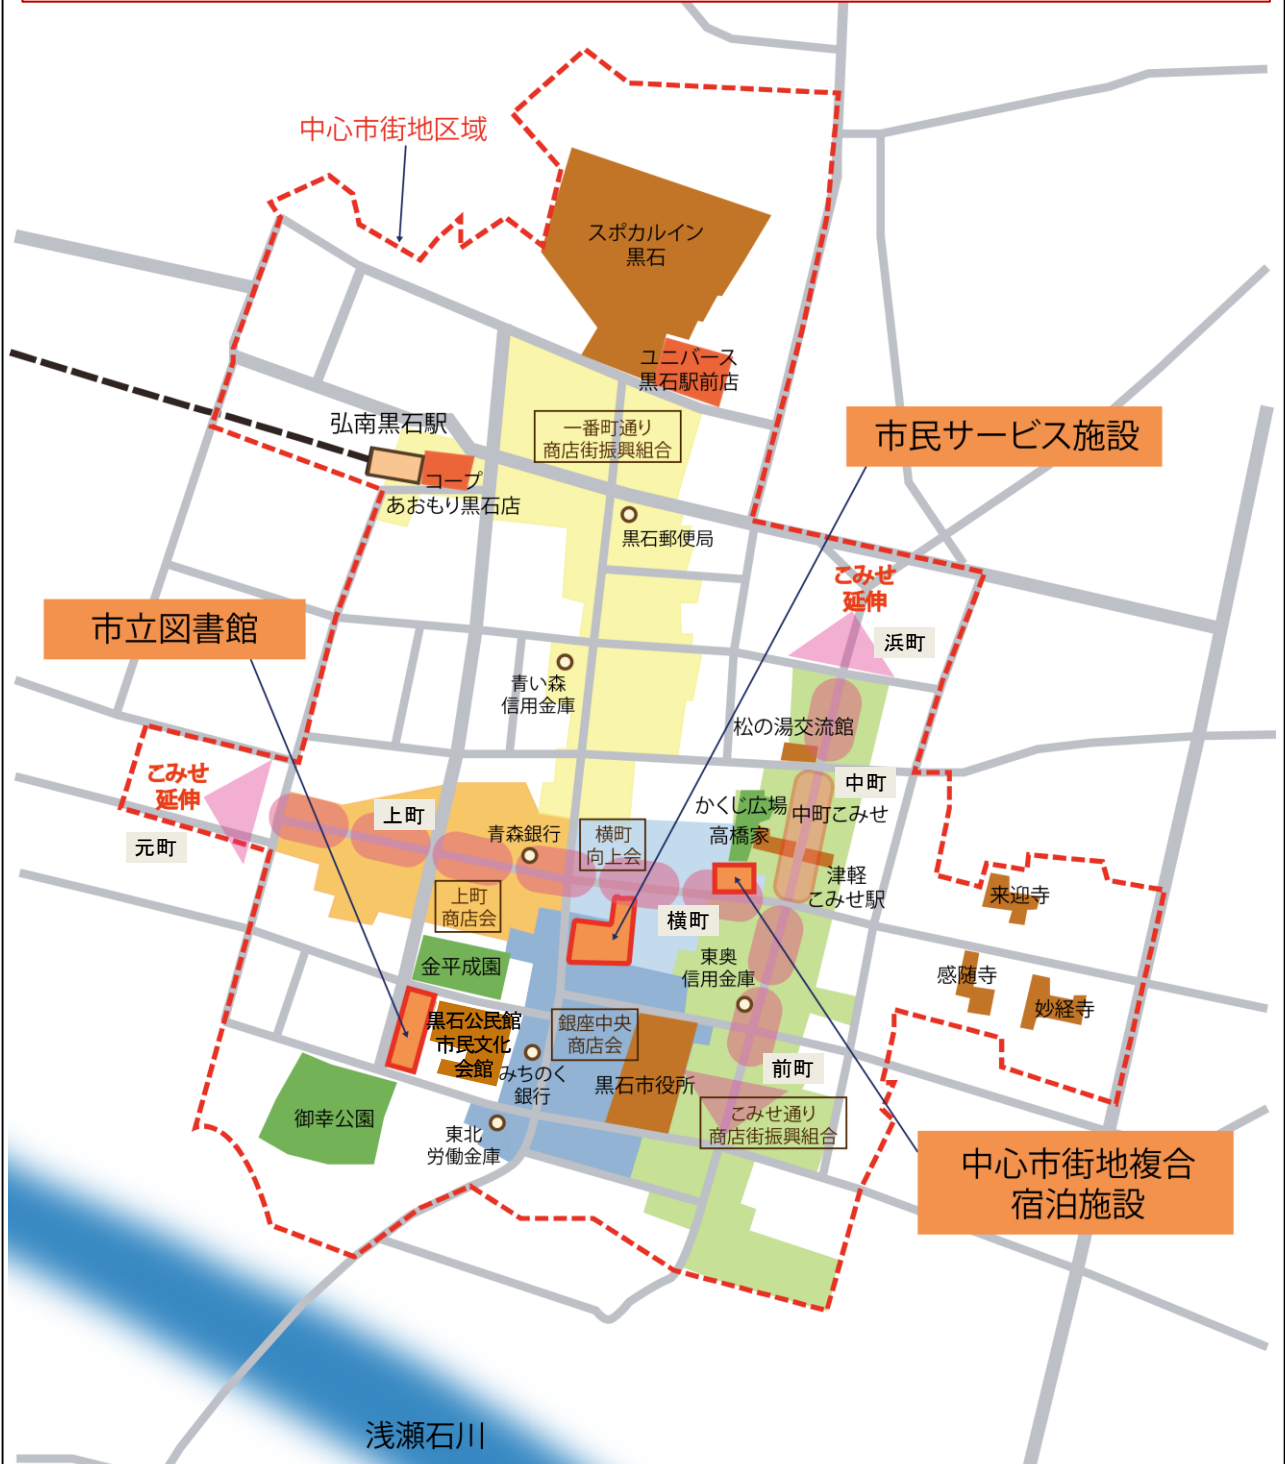 中心市街地区域
スポカルイン
黒石
ユニバース
黒石駅前店
弘南黒石駅
一番町通り
商店街振興組合
市民サービス施設
コープ
あおもり黒石店
黒石郵便局
こみせ
延伸
市立図書館
浜町
青い森
信用金庫
松の湯交流館
こみせ
延伸
中町
上町
かくじ広場
中町こみせ
元町
青森銀行
横町
向上会
高橋家
津軽
こみせ駅
上町
商店会
横町
来迎寺
金平成園
東奥
信用金庫
感随寺
妙経寺
黒石公民館
市民文化
会館
銀座中央
商店会
みちのく
銀行
黒石市役所
前町
御幸公園
こみせ通り
商店街振興組合
東北
労働金庫
中心市街地複合
宿泊施設
浅瀬石川